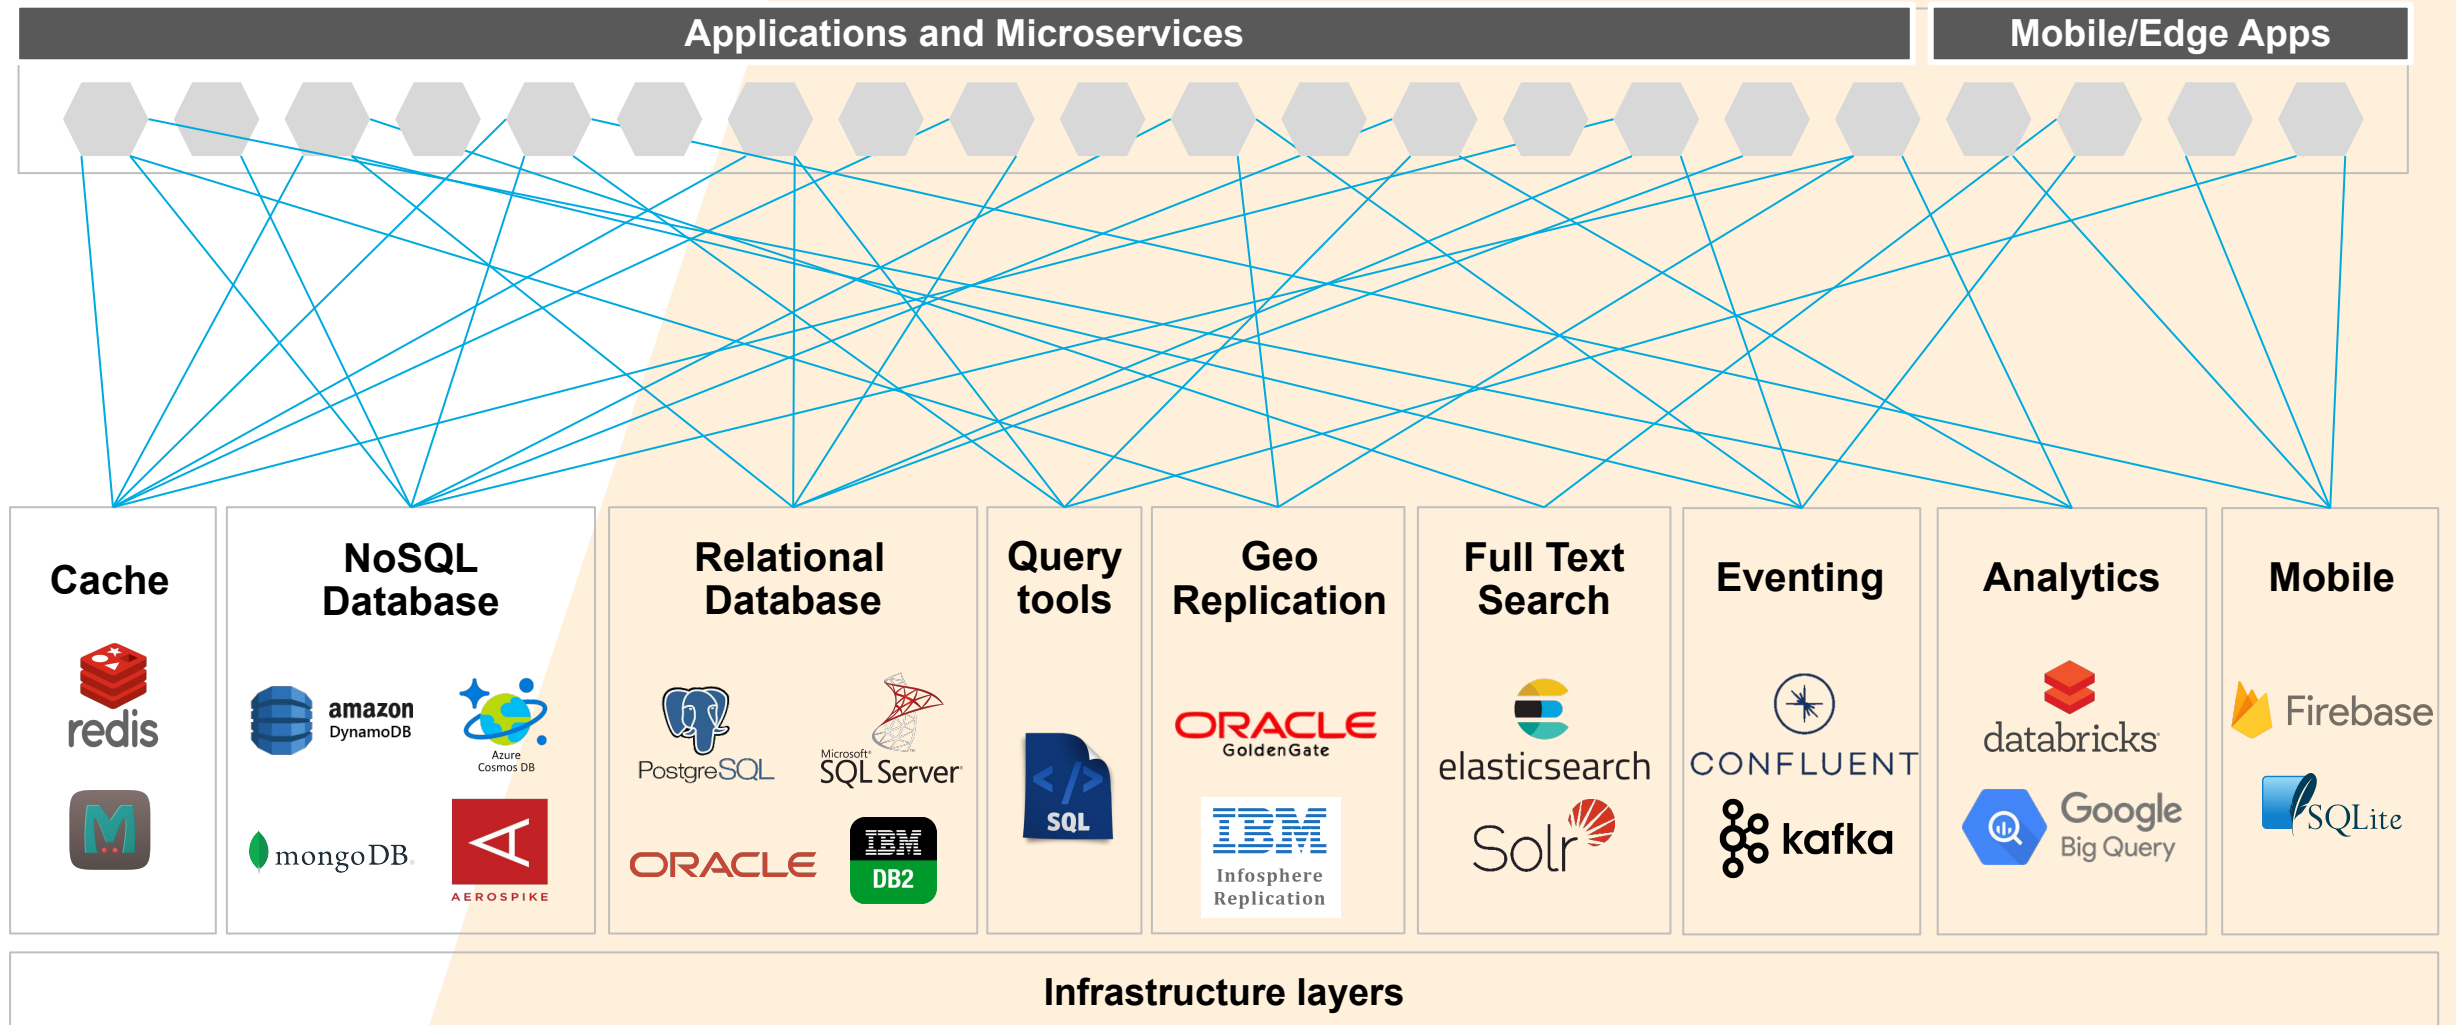 Applications and Microservices
Mobile/Edge Apps
Cache
redis
M
NoSQL
Database
amazon
DynamoDB
Azure
Cosmos DB
mongoDB
AEROSPIKE
Relational
Database
PostgreSQL
Microsoft®
SQL Server
ORACLE
IBM
DB2
Query
tools
</>
SQL
Geo
Replication
ORACLE
GoldenGate
IBM
Infosphere
Replication
Full Text
Search
elasticsearch
Solr
Eventing
CONFLUENT
kafka
Analytics
databricks
Google
Big Query
Mobile
Firebase
SQLite
Infrastructure layers